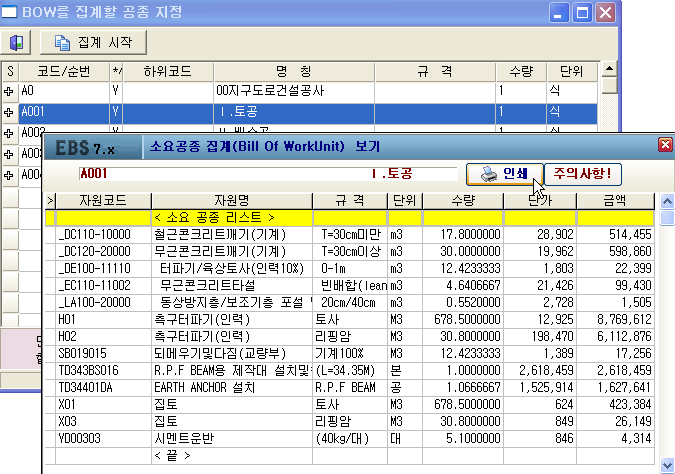 BOW를 집계할 공종 지정
집계 시작
S 코드/순번 */ 하위코드 명 칭 규 격 수량 단위
A0 Y 00지구도로건설공사 1 식
A001 Y Ⅰ.토공 1 식
A002 Y
A003
A004
EBS 7.x 소요공종 집계(Bill Of WorkUnit) 보기
A001 Ⅰ.토공 인쇄 주의사항!
> 자원코드 자원명 규 격 단위 수량 단가 금액
< 소요 공종 리스트 >
_DC110-10000 철근콘크리트깨기(기계) T=30cm미만 m3 17.8000000 28,902 514,455
_DC120-20000 무근콘크리트깨기(기계) T=30cm이상 m3 30.0000000 19,962 598,860
_DE100-11110 터파기/육상토사(인력10%) 0-1m m3 12.4233333 1,803 22,399
_EC110-11002 무근콘크리트타설 빈배합(lean m3 4.6406667 21,426 99,430
_LA100-20000 동상방지층/보조기층 포설 20cm/40cm m3 0.5520000 2,728 1,505
H01 측구터파기(인력) 토사 M3 678.5000000 12,925 8,769,612
H02 측구터파기(인력) 리핑암 M3 30.8000000 198,470 6,112,876
SB019015 되메우기및다짐(교량부) 기계100% M3 12.4233333 1,389 17,256
TD343BS016 R.P.F BEAM용 제작대 설치및 (L=34.35M) 본 1.0000000 2,618,459 2,618,459
TD34401DA EARTH ANCHOR 설치 R.P.F BEAM 공 1.0666667 1,525,914 1,627,641
X01 집토 토사 M3 678.5000000 624 423,384
X03 집토 리핑암 M3 30.8000000 849 26,149
YD00303 시멘트운반 (40kg/대) 대 5.1000000 846 4,314
< 끝 >